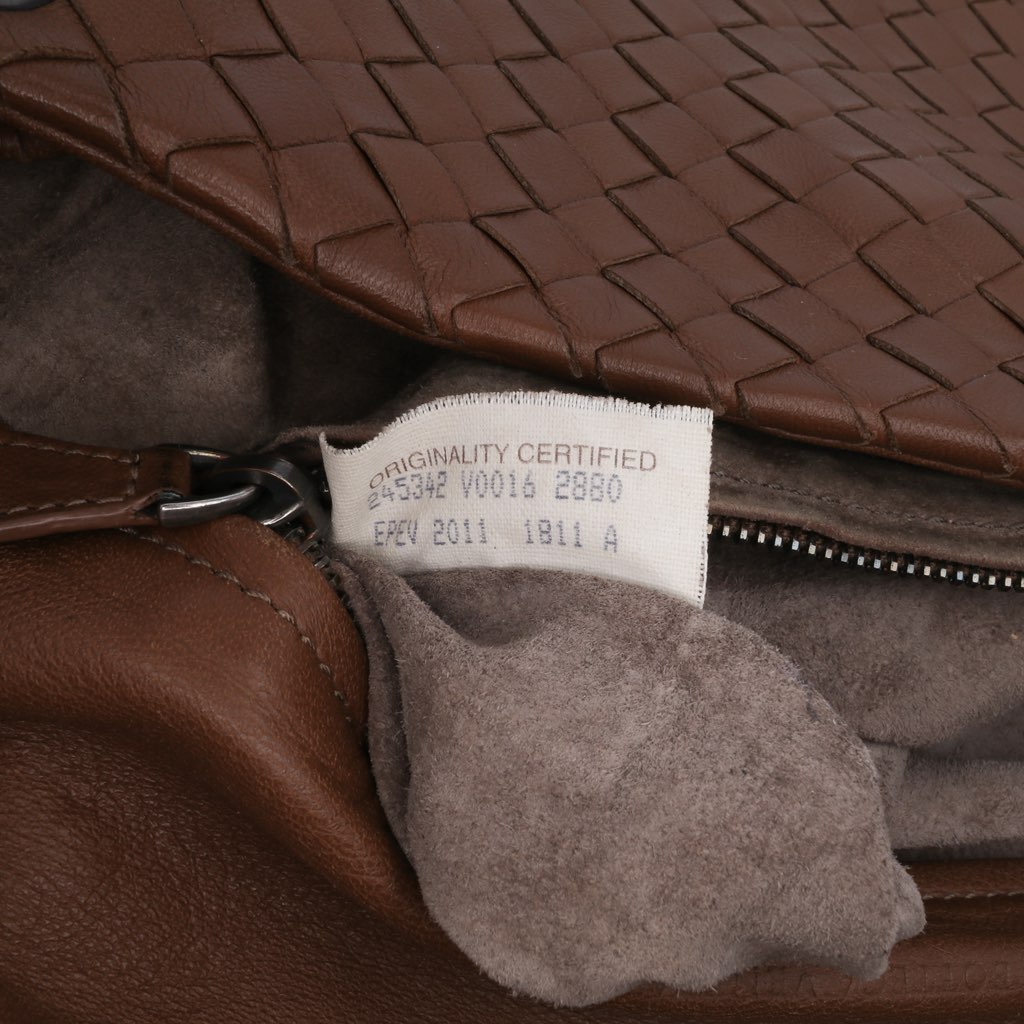 ORIGINALITY CERTIFIED
245342 V0016 2880
EPEV 2011 1811 A